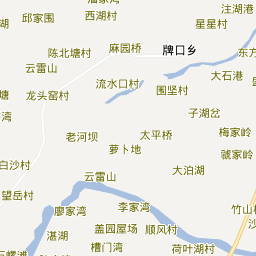 注湖港
邱家围
西湖村
星星村
陈北塘村
麻园桥
牌口乡
东方
云雷山
大石港
流水口村
龙头窑村
围坚村
塘
子湖岔
老河坝
太平桥
梅家岭
萝卜地
虢家岭
白沙村
大泊湖
云雷山
望岳村
李家湾
廖家湾
竹山
盖园屋场
顺风村
湛湖
槽门湾
荷叶湖村